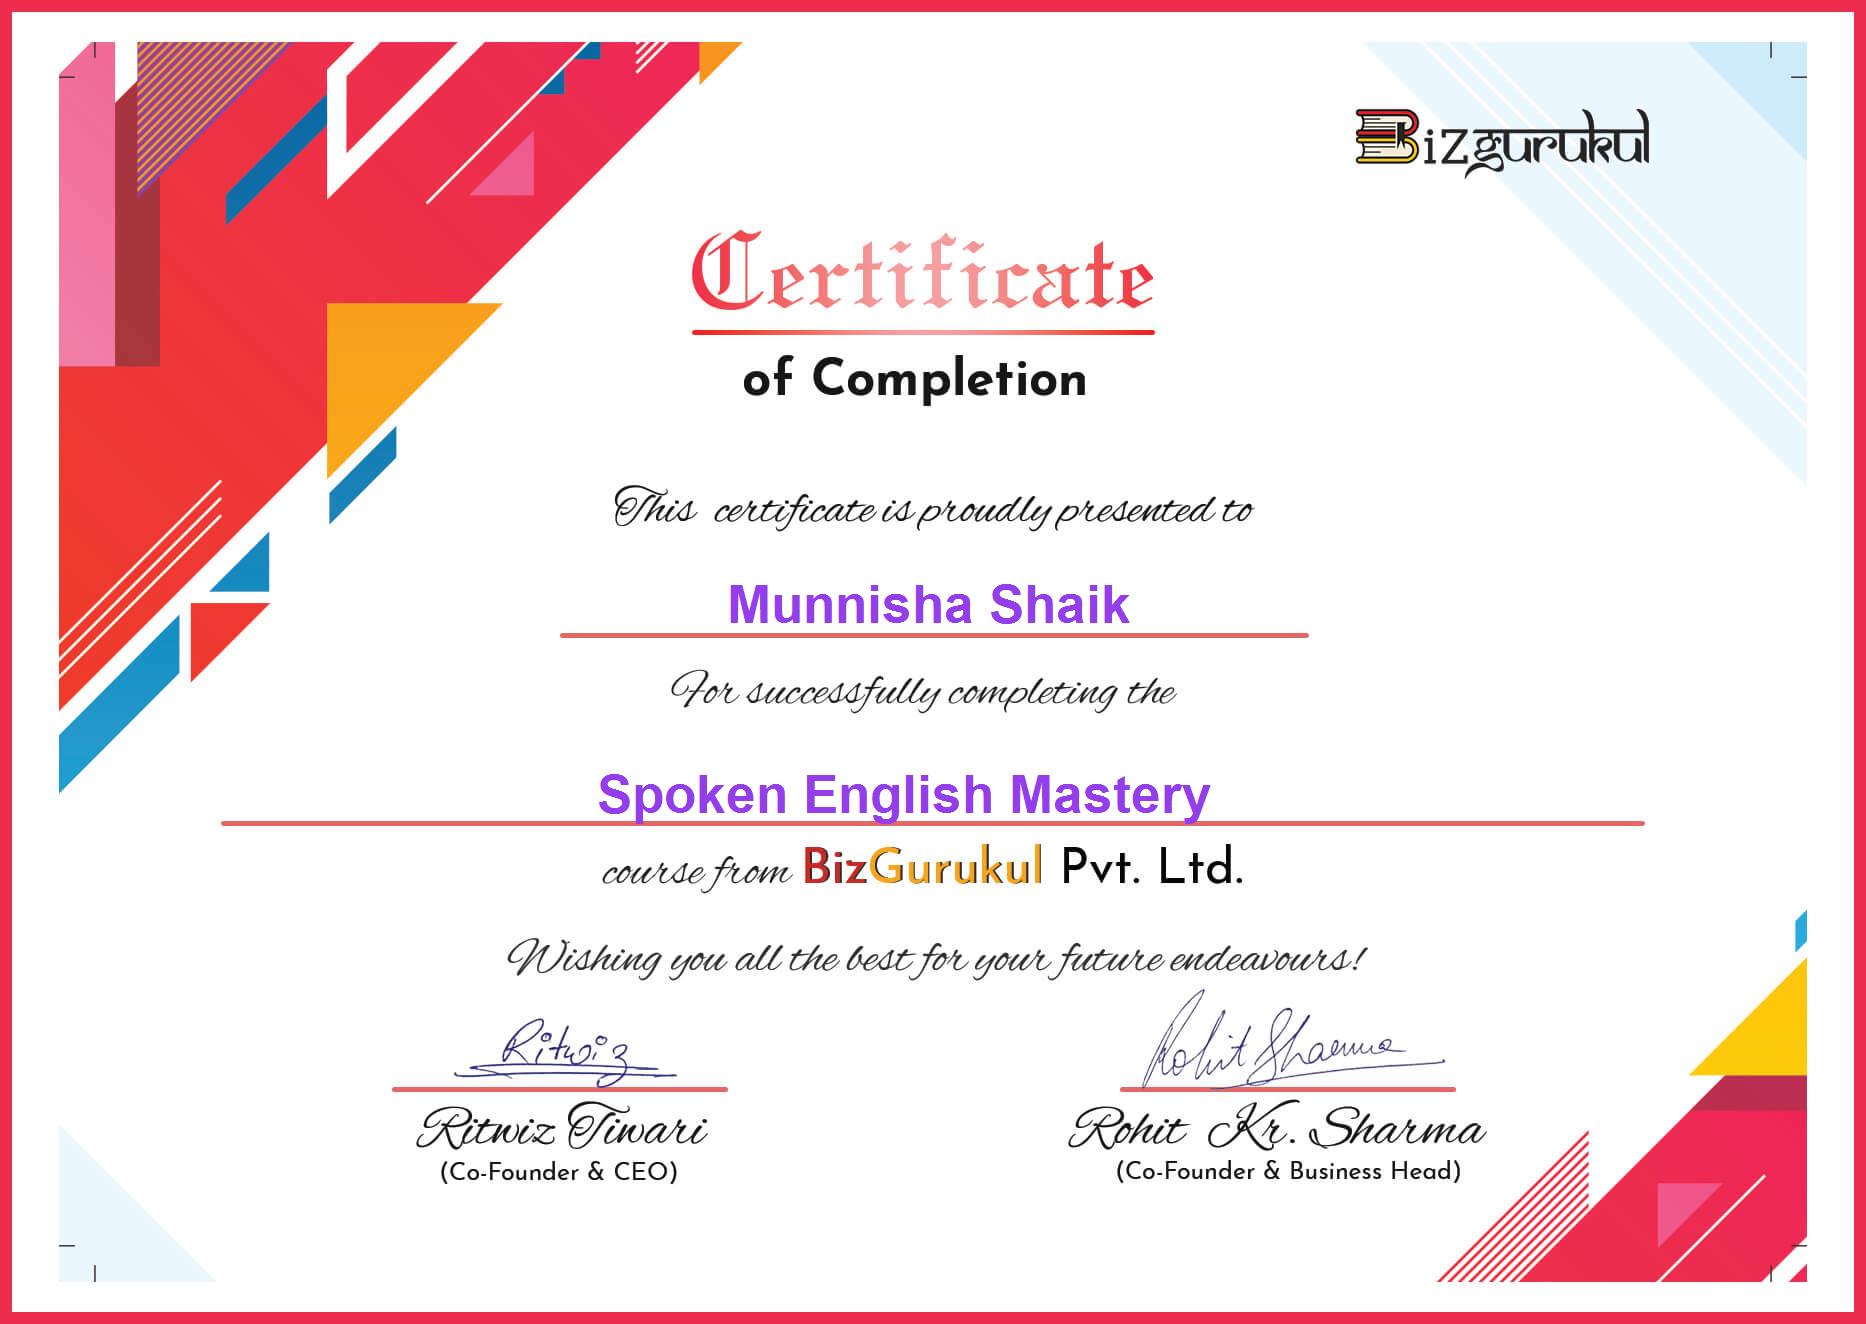 Bizgurukul
Certificate
of Completion
This certificate is proudly presented to
Munnisha Shaik
For successfully completing the
Spoken English Mastery
course from BizGurukul Pvt. Ltd.
Wishing you all the best for your future endeavours!
Ritwiz
Rohit Sharma
Ritwiz Tiwari
(Co-Founder & CEO)
Rohit Kr. Sharma
(Co-Founder & Business Head)